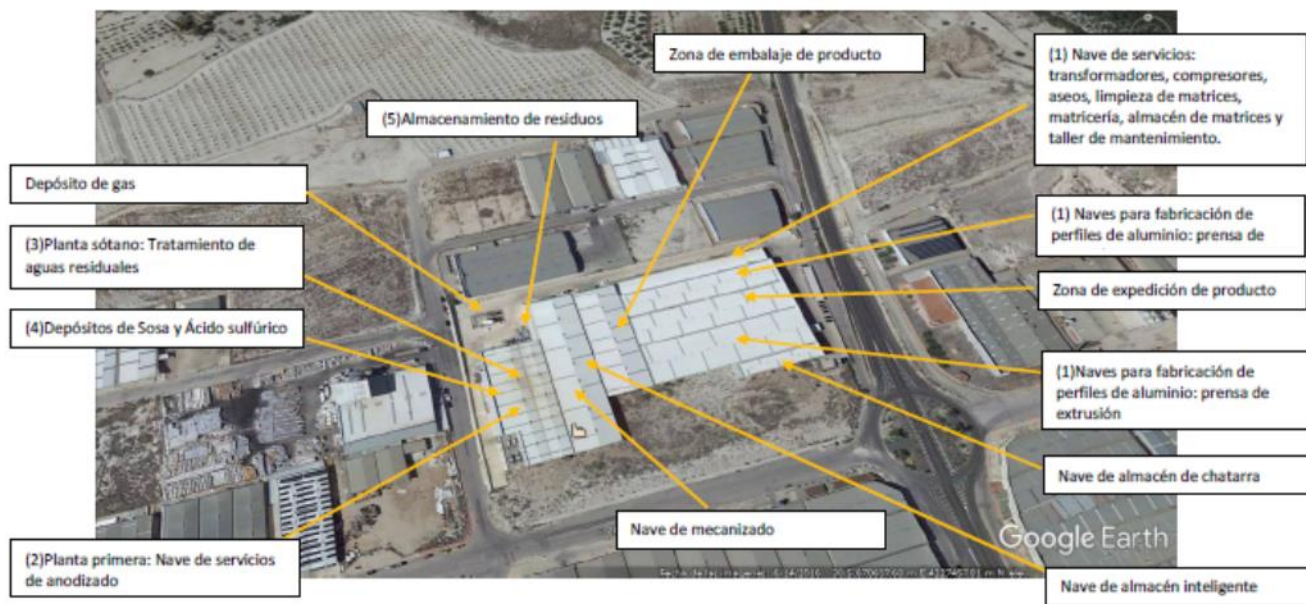 Zona de embalaje de producto
(1) Nave de servicios:
transformadores, compresores,
aseos, limpieza de matrices,
matricería, almacén de matrices y
taller de mantenimiento.
(5)Almacenamiento de residuos
Depósito de gas
(1) Naves para fabricación de
perfiles de aluminio: prensa de
(3)Planta sótano: Tratamiento de
aguas residuales
Zona de expedición de producto
(4)Depósitos de Sosa y Ácido sulfúrico
(1)Naves para fabricación de
perfiles de aluminio: prensa de
extrusión
Nave de almacén de chatarra
Nave de mecanizado
Google Earth
(2)Planta primera: Nave de servicios
de anodizado
Nave de almacén inteligente